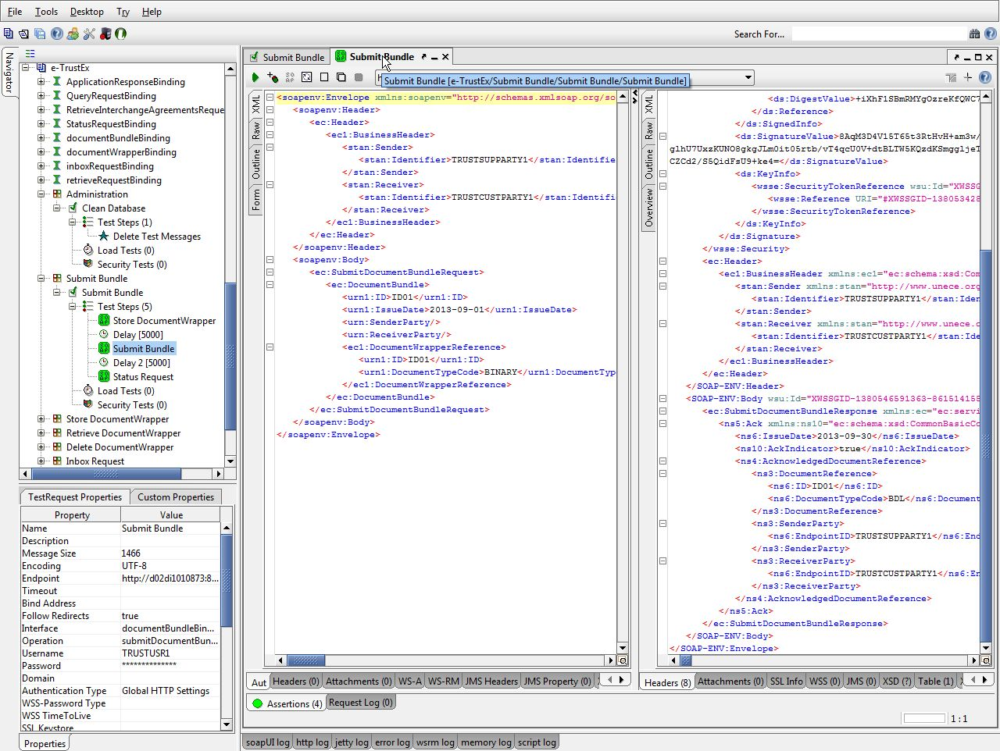 File Tools Desktop Try Help
Search For...
Navigator
e-TrustEx
ApplicationResponseBinding
QueryRequestBinding
RetrieveInterchangeAgreementsReque
StatusRequestBinding
documentBundleBinding
documentWrapperBinding
inboxRequestBinding
retrieveRequestBinding
Administration
Clean Database
Test Steps (1)
Delete Test Messages
Load Tests (0)
Security Tests (0)
Submit Bundle
Submit Bundle
Test Steps (5)
Store DocumentWrapper
Delay [5000]
Submit Bundle
Delay 2 [5000]
Status Request
Load Tests (0)
Security Tests (0)
Store DocumentWrapper
Retrieve DocumentWrapper
Delete DocumentWrapper
Inbox Request
TestRequest Properties Custom Properties
Property Value
Name Submit Bundle
Description
Message Size 1466
Encoding UTF-8
Endpoint http://d02di1010873:8...
Timeout
Bind Address
Follow Redirects true
Interface documentBundleBin...
Operation submitDocumentBun...
Username TRUSTUSR1
Password **************
Domain
Authentication Type Global HTTP Settings
WSS-Password Type
WSS TimeToLive
SSL Keystore
Properties
Submit Bundle Submit Bundle
Submit Bundle [e-TrustEx/Submit Bundle/Submit Bundle/Submit Bundle]
XML
Raw
Outline
Form
<soapenv:Envelope xmlns:soapenv="http://schemas.xmlsoap.org/so
<soapenv:Header>
<ec:Header>
<ec1:BusinessHeader>
<stan:Sender>
<stan:Identifier>TRUSTSUPPARTY1</stan:Identifie
</stan:Sender>
<stan:Receiver>
<stan:Identifier>TRUSTCUSTPARTY1</stan:Identifi
</stan:Receiver>
</ec1:BusinessHeader>
</ec:Header>
</soapenv:Header>
<soapenv:Body>
<ec:SubmitDocumentBundleRequest>
<ec:DocumentBundle>
<urn1:ID>ID01</urn1:ID>
<urn1:IssueDate>2013-09-01</urn1:IssueDate>
<urn:SenderParty/>
<urn:ReceiverParty/>
<ec1:DocumentWrapperReference>
<urn1:ID>ID01</urn1:ID>
<urn1:DocumentTypeCode>BINARY</urn1:DocumentTyp
</ec1:DocumentWrapperReference>
</ec:DocumentBundle>
</ec:SubmitDocumentBundleRequest>
</soapenv:Body>
</soapenv:Envelope>
Aut Headers (0) Attachments (0) WS-A WS-RM JMS Headers JMS Property (0)
XML
Raw
Outline
Overview
<ds:DigestValue>+iXhF1SBmRMYgOzreKfQWC7
</ds:Reference>
</ds:SignedInfo>
<ds:SignatureValue>8AqM3D4V15T65t3RtHvH+am3w/
glhU7UxzKUNO8gkgJLm0it05rtb/vT4qcU0V+dtBLTW5KQzdKSmggljeT
CZCd2/S5QidFsU9+ke4=</ds:SignatureValue>
<ds:KeyInfo>
<wsse:SecurityTokenReference wsu:Id="XWSSG
<wsse:Reference URI="#XWSSGID-138053428
</wsse:SecurityTokenReference>
</ds:KeyInfo>
</ds:Signature>
</wsse:Security>
<ec:Header>
<ec1:BusinessHeader xmlns:ec1="ec:schema:xsd:Com
<stan:Sender xmlns:stan="http://www.unece.org
<stan:Identifier>TRUSTSUPPARTY1</stan:Iden
</stan:Sender>
<stan:Receiver xmlns:stan="http://www.unece.o
<stan:Identifier>TRUSTCUSTPARTY1</stan:Ide
</stan:Receiver>
</ec1:BusinessHeader>
</ec:Header>
</SOAP-ENV:Header>
<SOAP-ENV:Body wsu:Id="XWSSGID-1380546591363-861514155
<ec:SubmitDocumentBundleResponse xmlns:ec="ec:servi
<ns5:Ack xmlns:ns10="ec:schema:xsd:CommonBasicCo
<ns6:IssueDate>2013-09-30</ns6:IssueDate>
<ns10:AckIndicator>true</ns10:AckIndicator>
<ns4:AcknowledgedDocumentReference>
<ns3:DocumentReference>
<ns6:ID>ID01</ns6:ID>
<ns6:DocumentTypeCode>BDL</ns6:Document
</ns3:DocumentReference>
<ns3:SenderParty>
<ns6:EndpointID>TRUSTSUPPARTY1</ns6:End
</ns3:SenderParty>
<ns3:ReceiverParty>
<ns6:EndpointID>TRUSTCUSTPARTY1</ns6:En
</ns3:ReceiverParty>
</ns4:AcknowledgedDocumentReference>
</ns5:Ack>
</ec:SubmitDocumentBundleResponse>
</SOAP-ENV:Body>
</SOAP-ENV:Envelope>
Headers (8) Attachments (0) SSL Info WSS (0) JMS (0) XSD (?) Table (1)
Assertions (4) Request Log (0)
1:1
soapUI log http log jetty log error log wsrm log memory log script log